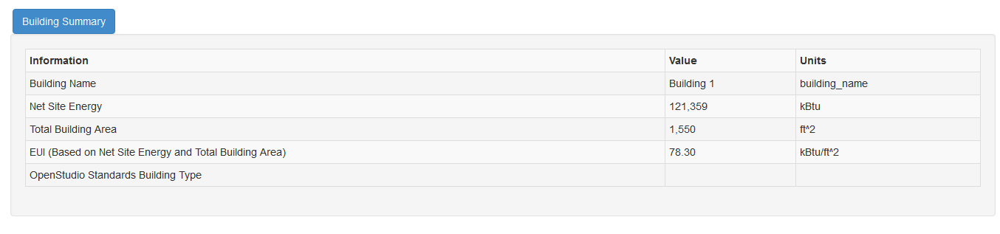 Building Summary
Information Value Units
Building Name Building 1 building_name
Net Site Energy 121,359 kBtu
Total Building Area 1,550 ft^2
EUI (Based on Net Site Energy and Total Building Area) 78.30 kBtu/ft^2
OpenStudio Standards Building Type